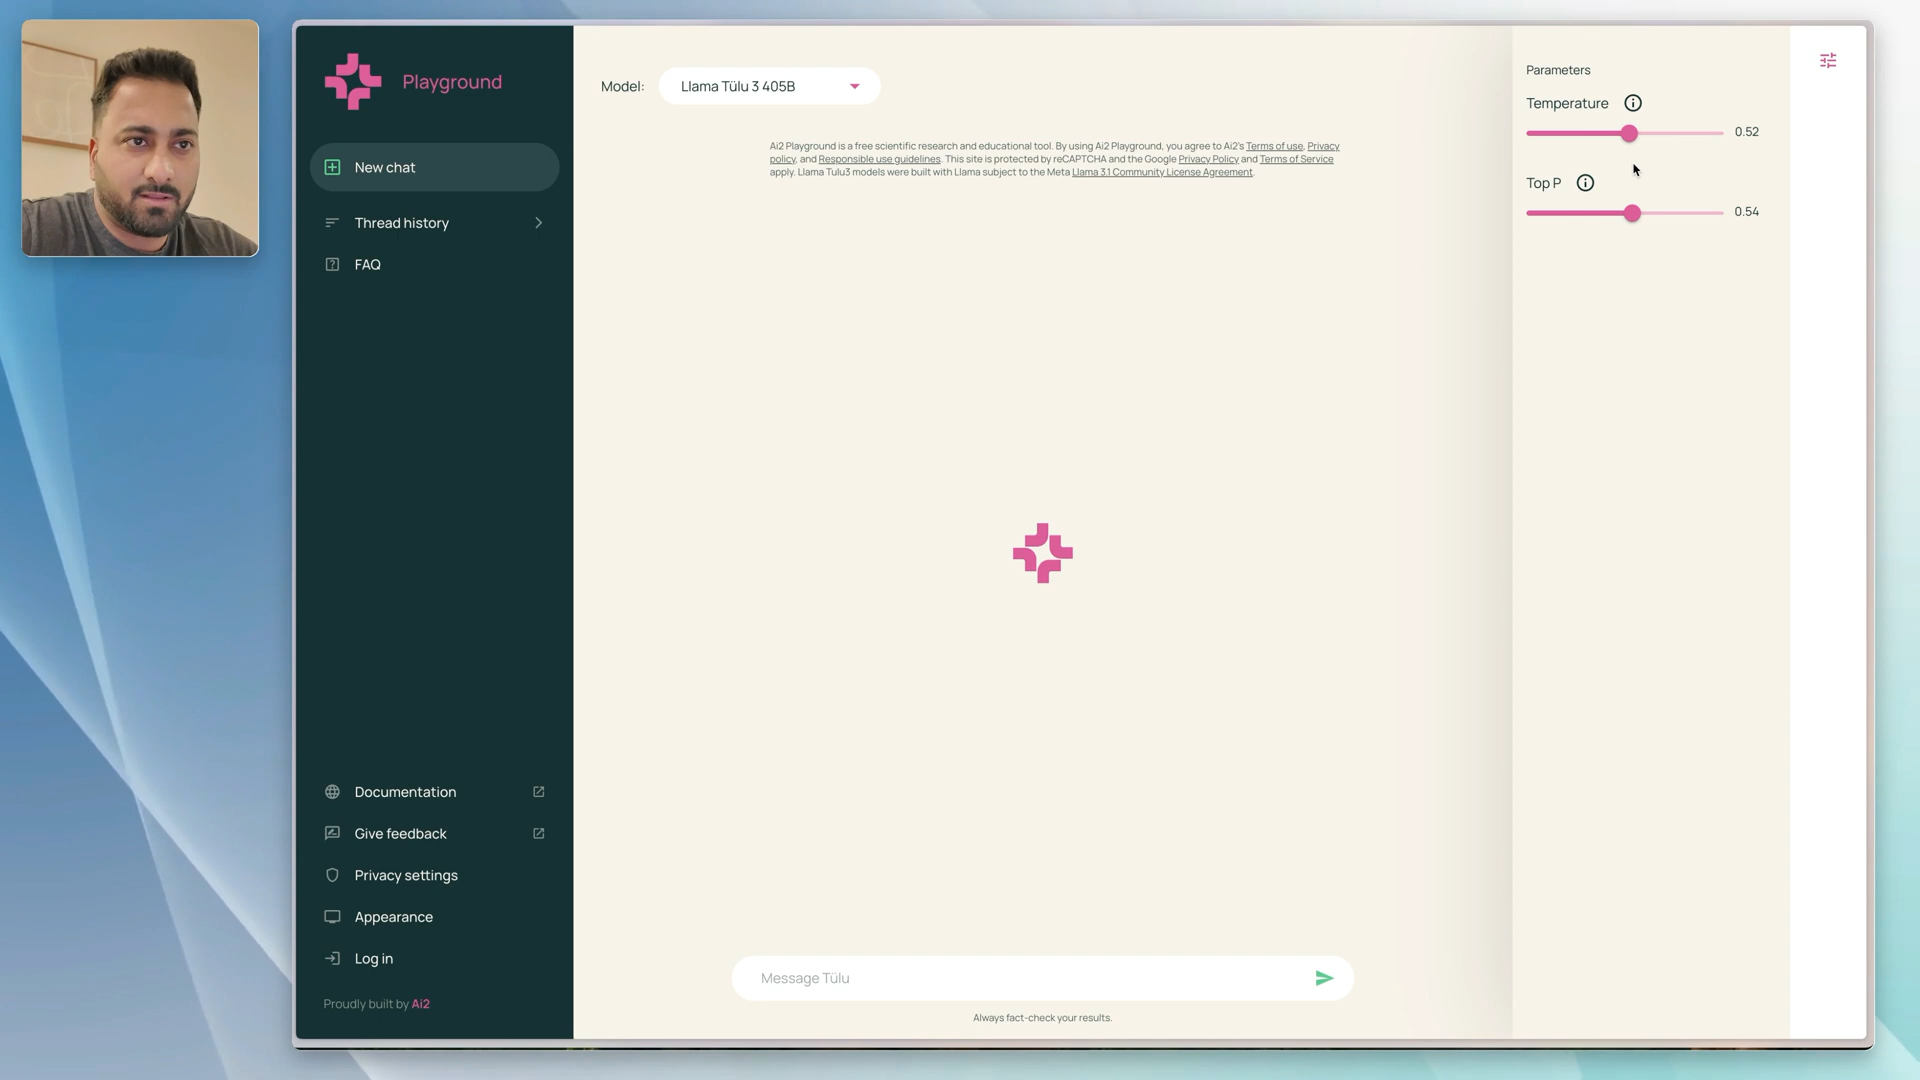 Playground
New chat
Thread history
FAQ
Documentation
Give feedback
Privacy settings
Appearance
Log in
Proudly built by Ai2
Model: Llama Tülu 3 405B
Ai2 Playground is a free scientific research and educational tool. By using Ai2 Playground, you agree to Ai2's Terms of use, Privacy
policy, and Responsible use guidelines. This site is protected by reCAPTCHA and the Google Privacy Policy and Terms of Service
apply. Llama Tulu3 models were built with Llama subject to the Meta Llama 3.1 Community License Agreement.
Message Tülu
Always fact-check your results.
Parameters
Temperature
0.52
Top P
0.54